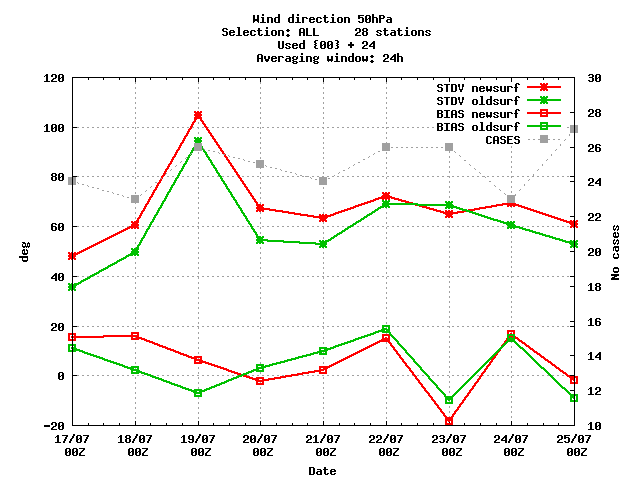 Wind direction 50hPa
Selection: ALL 28 stations
Used {00} + 24
Averaging window: 24h
STDV newsurf
STDV oldsurf
BIAS newsurf
BIAS oldsurf
CASES
120
100
80
60
40
20
0
-20
deg
30
28
26
24
22
20
18
16
14
12
10
No cases
17/07 18/07 19/07 20/07 21/07 22/07 23/07 24/07 25/07
00Z 00Z 00Z 00Z 00Z 00Z 00Z 00Z 00Z
Date